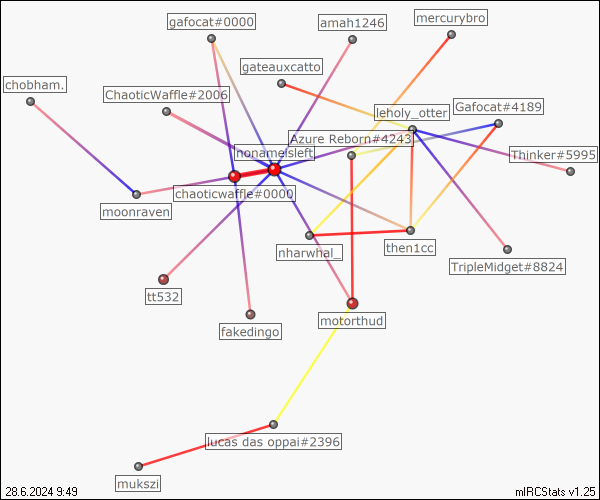 mercurybro
gafocat#0000
amah1246
gateauxcatto
chobham.
ChaoticWaffle#2006
leholy_otter
Gafocat#4189
Azure Reborn#4243
nonameisleft
Thinker#5995
chaoticwaffle#0000
moonraven
then1cc
nharwhal_
TripleMidget#8824
tt532
motorthud
fakedingo
lucas das oppai#2396
mukszi
28.6.2024 9:49
mIRCStats v1.25